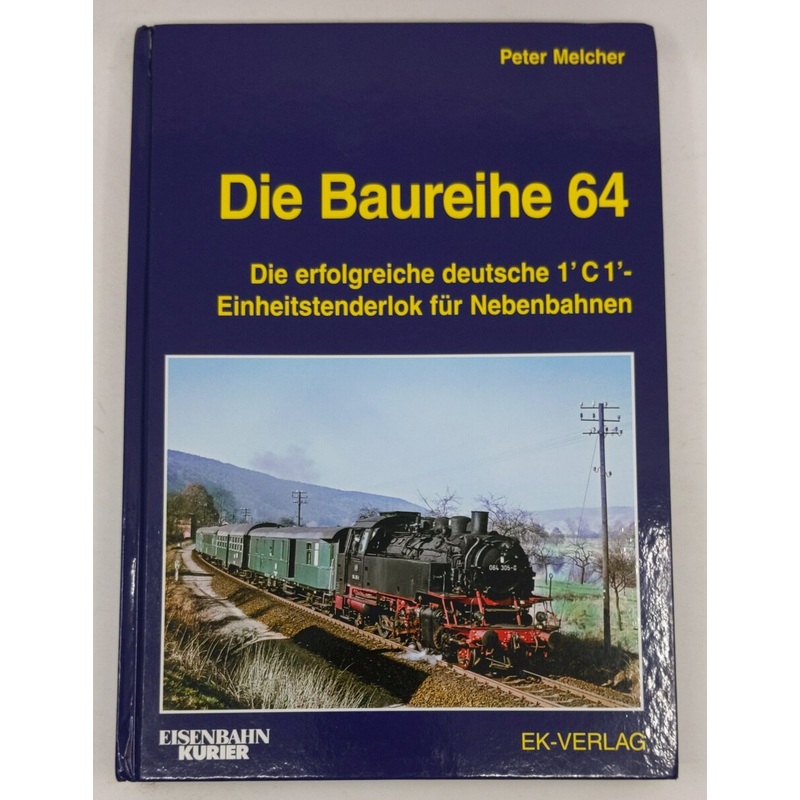 Peter Melcher
Die Baureihe 64
Die erfolgreiche deutsche 1’C1’-
Einheitstenderlok für Nebenbahnen
064 305-0
EISENBAHN
KURIER
EK-VERLAG